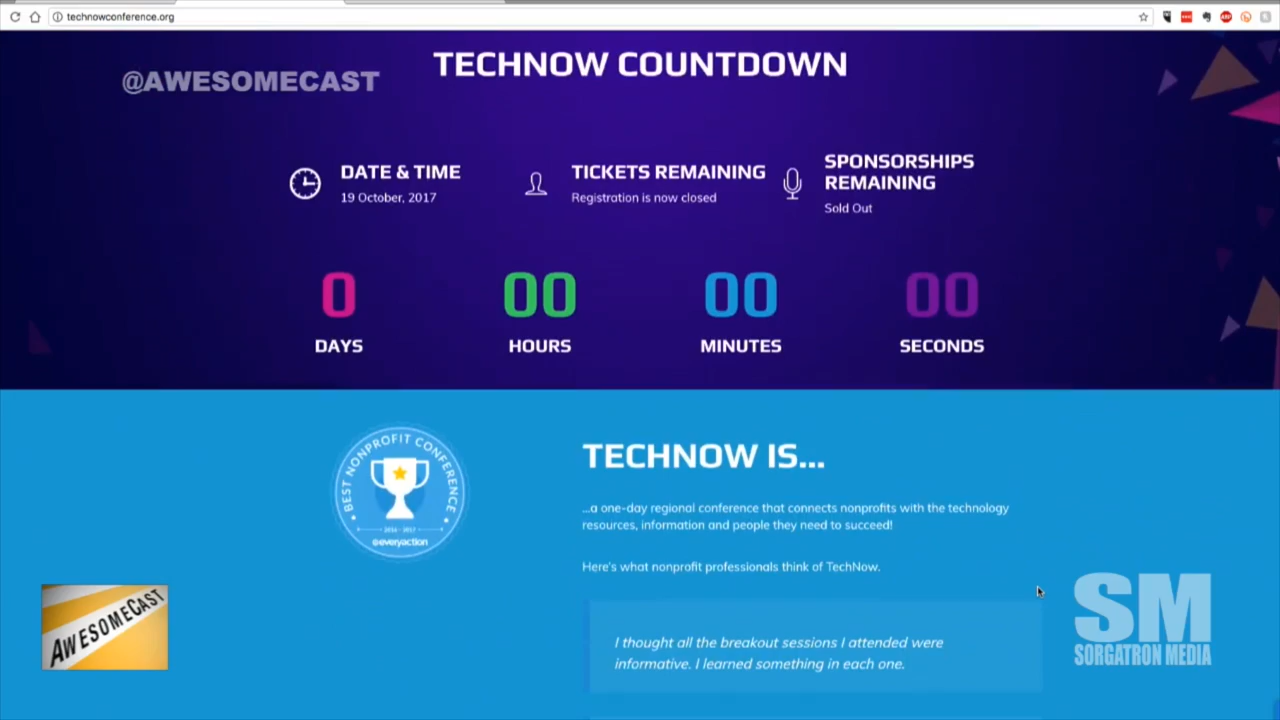 technowconference.org
@AWESOMECAST
TECHNOW COUNTDOWN
DATE & TIME
19 October, 2017
TICKETS REMAINING
Registration is now closed
SPONSORSHIPS
REMAINING
Sold Out
0
DAYS
00
HOURS
00
MINUTES
00
SECONDS
BEST NONPROFIT CONFERENCE
2016 - 2017
everyaction
TECHNOW IS...
...a one-day regional conference that connects nonprofits with the technology
resources, information and people they need to succeed!
Here's what nonprofit professionals think of TechNow.
I thought all the breakout sessions I attended were
informative. I learned something in each one.
AWESOMECAST
SM
SORGATRON MEDIA